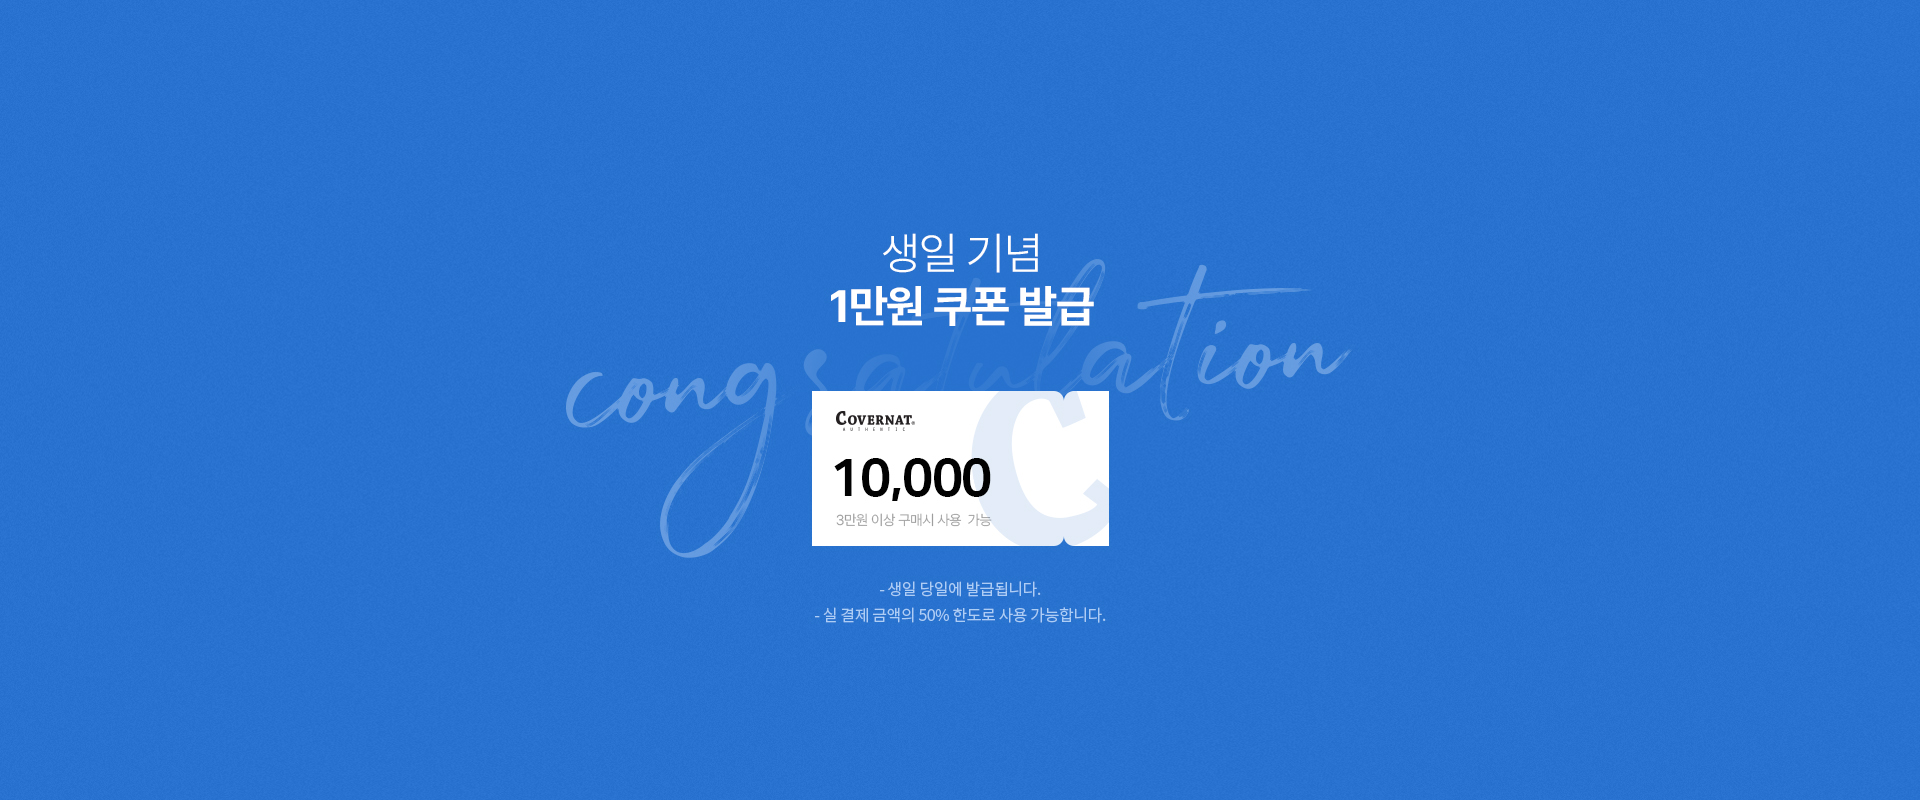 생일 기념
1만원 쿠폰 발급
congratulation
COVERNAT®
AUTHENTIC
10,000
3만원 이상 구매시 사용 가능
- 생일 당일에 발급됩니다.
- 실 결제 금액의 50% 한도로 사용 가능합니다.